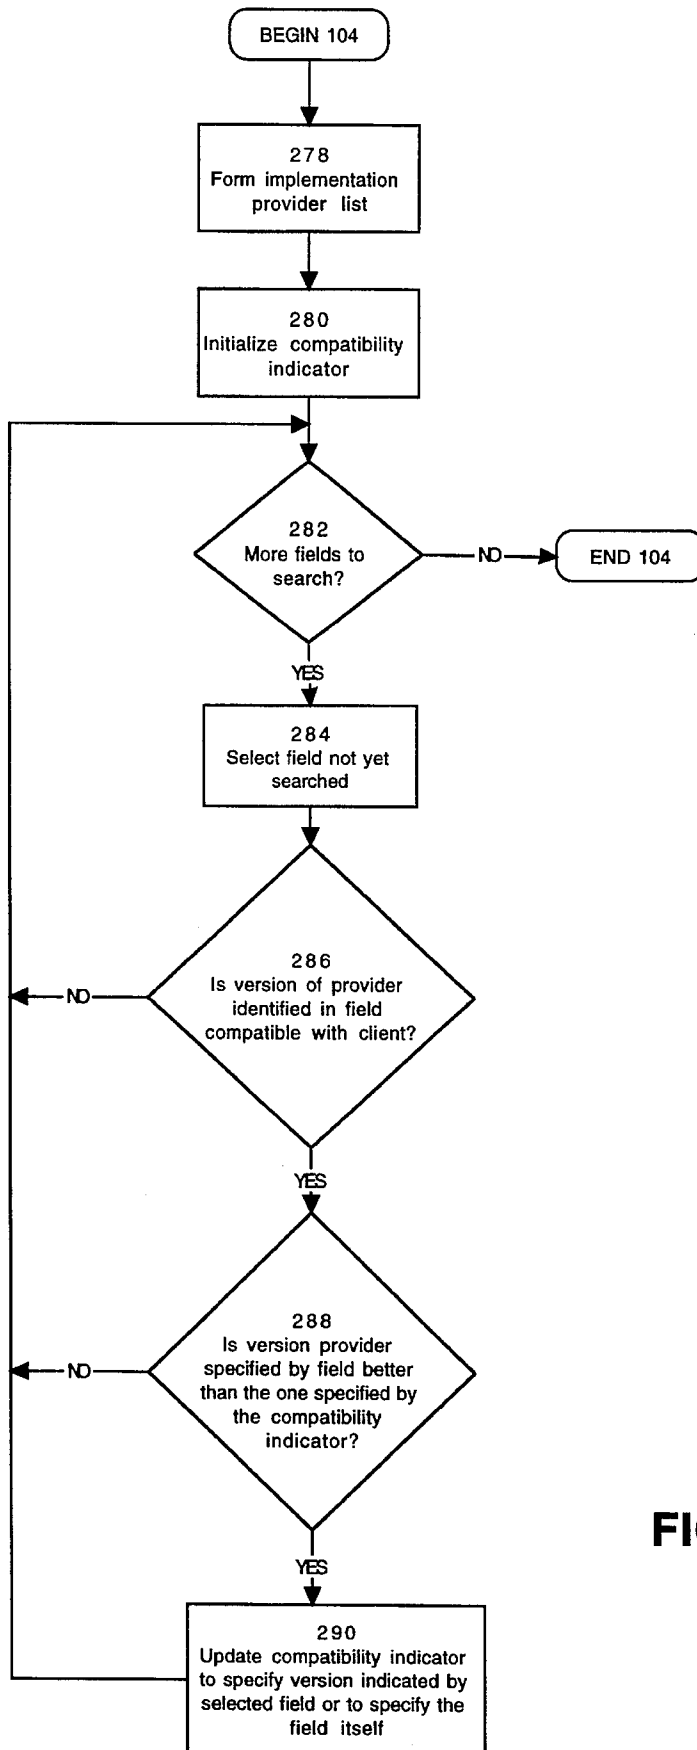 BEGIN 104
278
Form implementation
provider list
280
Initialize compatibility
indicator
282
More fields to
search?
NO
END 104
YES
284
Select field not yet
searched
286
Is version of provider
identified in field
compatible with client?
NO
YES
288
Is version provider
specified by field better
than the one specified by
the compatibility
indicator?
NO
YES
290
Update compatibility indicator
to specify version indicated by
selected field or to specify the
field itself